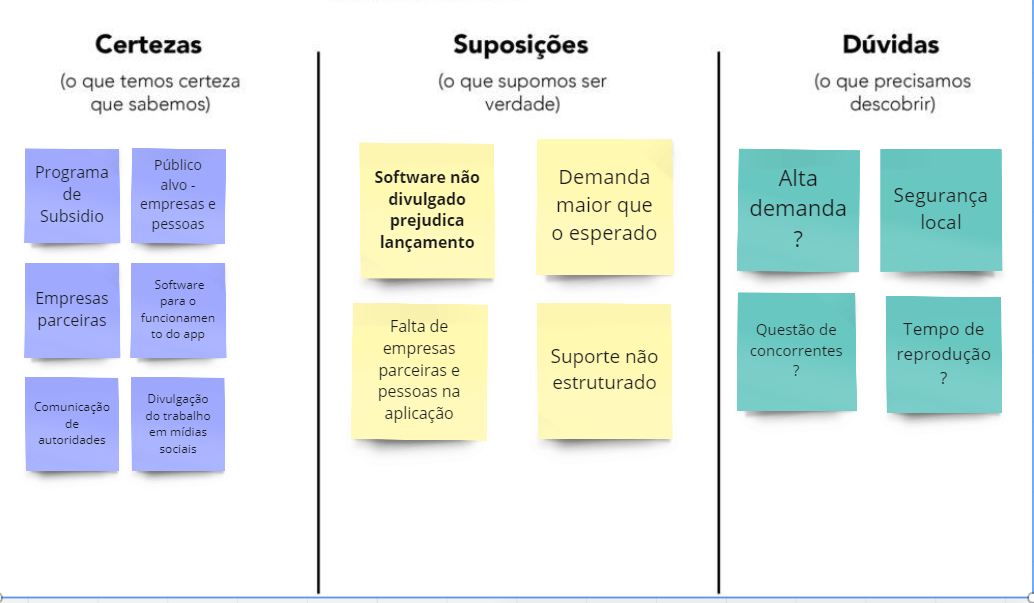 Certezas
(o que temos certeza
que sabemos)
Programa
de
Subsidio
Público
alvo -
empresas e
pessoas
Empresas
parceiras
Software
para o
funcionamen
to do app
Comunicação
de
autoridades
Divulgação
do trabalho
em mídias
sociais
Suposições
(o que supomos ser
verdade)
Software não
divulgado
prejudica
lançamento
Demanda
maior que
o esperado
Falta de
empresas
parceiras e
pessoas na
aplicação
Suporte não
estruturado
Dúvidas
(o que precisamos
descobrir)
Alta
demanda
?
Segurança
local
Questão de
concorrentes
?
Tempo de
reprodução
?